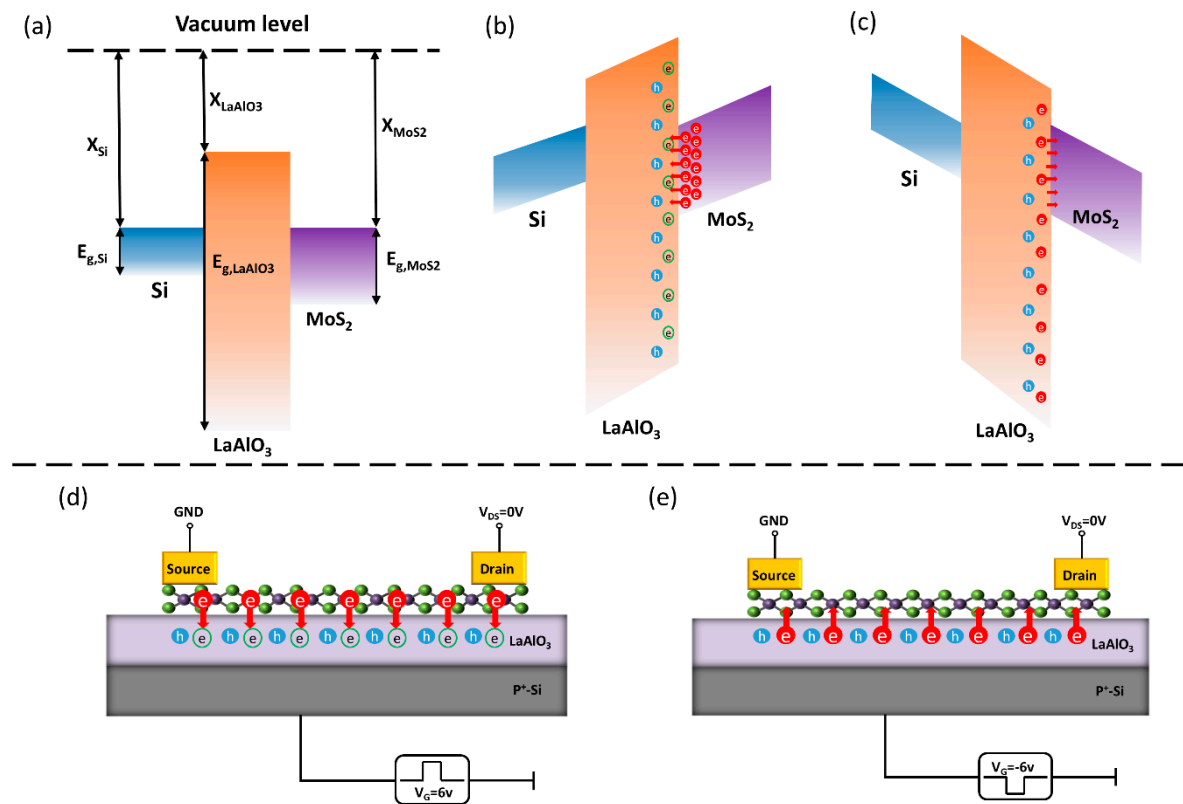 (a)
Vacuum level
X_Si
X_LaAlO3
X_MoS2
E_g,Si
E_g,LaAlO3
E_g,MoS2
Si
MoS₂
LaAlO₃
(b)
e
h
e
h
e
h
e
e
e
e
e
e
e
e
e
e
e
e
e
e
h
e
h
e
h
e
h
e
h
e
h
e
h
Si
MoS₂
LaAlO₃
(c)
e
h
e
h
e
h
e
h
e
h
e
h
e
h
e
h
e
Si
MoS₂
LaAlO₃
(d)
GND
V_DS=0V
Source
Drain
e e e e e e e
h e h e h e h e h e h e h e
LaAlO₃
P⁺-Si
V_G=6v
(e)
GND
V_DS=0V
Source
Drain
h e h e h e h e h e h e h e
LaAlO₃
P⁺-Si
V_G=-6v